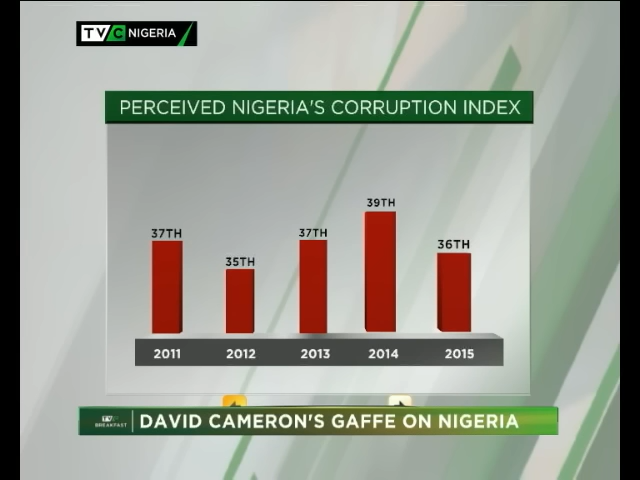 TVC NIGERIA
PERCEIVED NIGERIA'S CORRUPTION INDEX
37TH
35TH
37TH
39TH
36TH
2011
2012
2013
2014
2015
TVC
BREAKFAST
DAVID CAMERON'S GAFFE ON NIGERIA